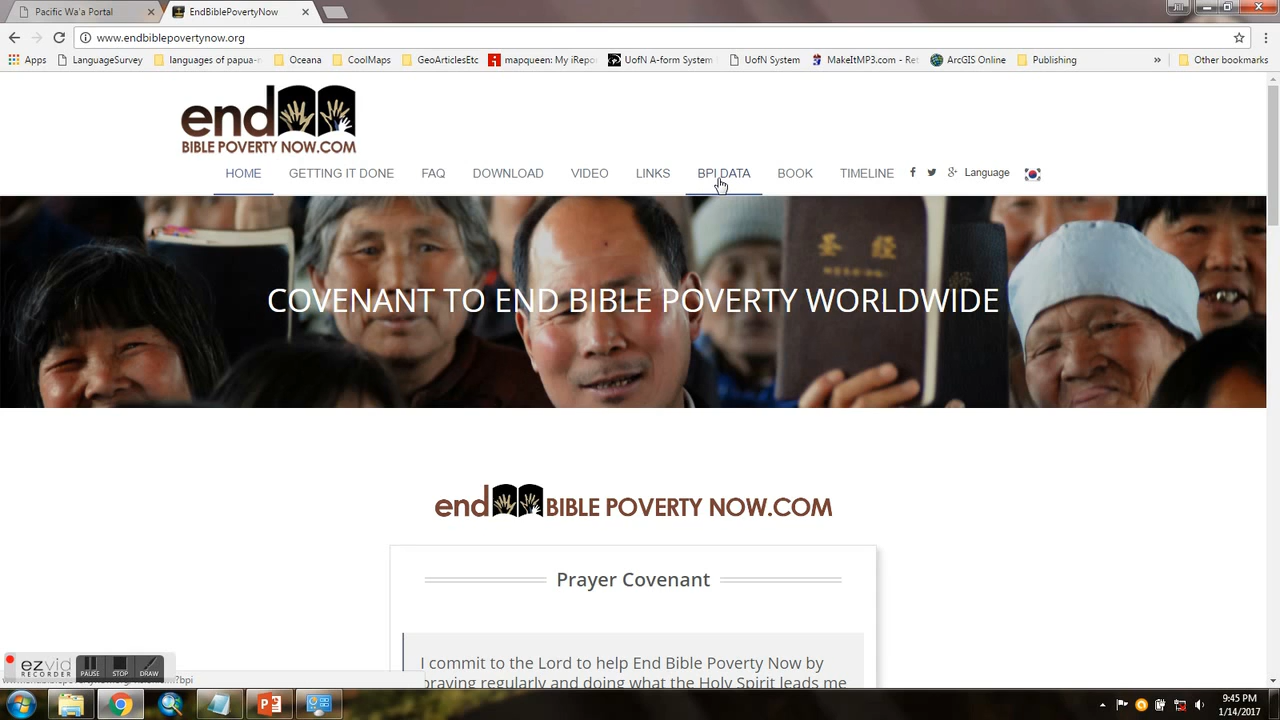 Pacific Wa'a Portal
EndBiblePovertyNow
Jill
www.endbiblepovertynow.org
Apps
LanguageSurvey
languages of papua-n
Oceana
CoolMaps
GeoArticlesEtc
mapqueen: My iRepo
UofN A-form System
UofN System
MakeItMP3.com - Ret
ArcGIS Online
Publishing
»
Other bookmarks
end
BIBLE POVERTY NOW.COM
HOME
GETTING IT DONE
FAQ
DOWNLOAD
VIDEO
LINKS
BPI DATA
BOOK
TIMELINE
Language
圣 经
COVENANT TO END BIBLE POVERTY WORLDWIDE
end BIBLE POVERTY NOW.COM
Prayer Covenant
I commit to the Lord to help End Bible Poverty Now by
praying regularly and doing what the Holy Spirit leads me
ezvid
RECORDER
PAUSE
STOP
DRAW
9:45 PM
1/14/2017